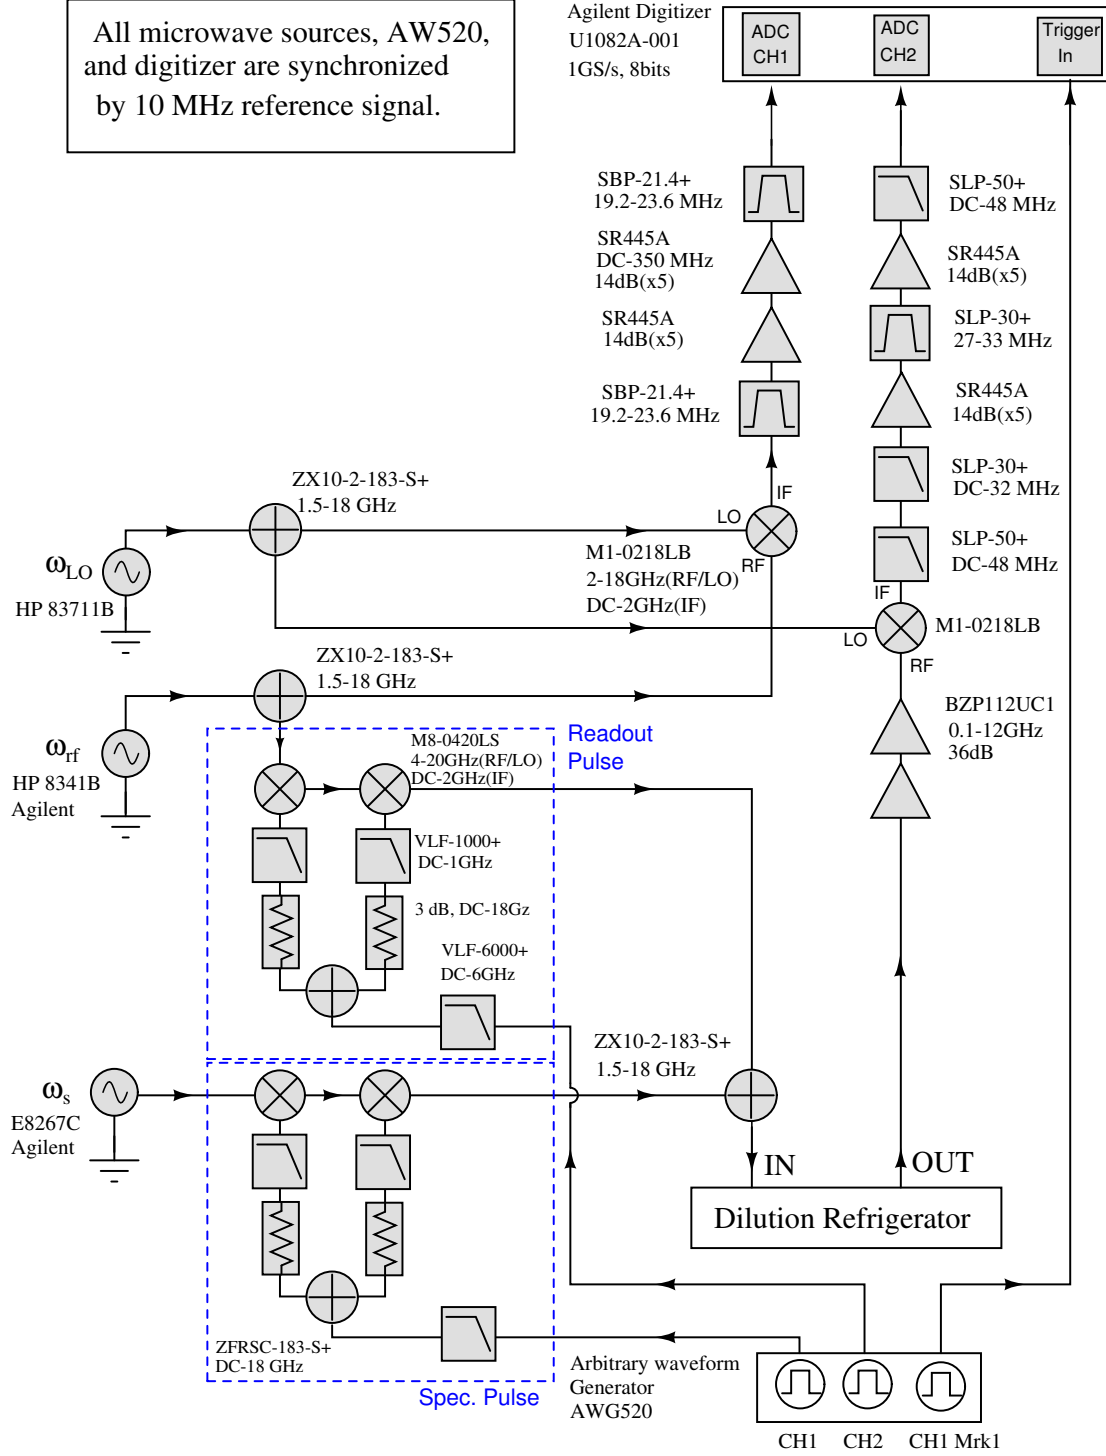 All microwave sources, AW520,
and digitizer are synchronized
by 10 MHz reference signal.
Agilent Digitizer
U1082A-001
1GS/s, 8bits
ADC
CH1
ADC
CH2
Trigger
In
SBP-21.4+
19.2-23.6 MHz
SR445A
DC-350 MHz
14dB(x5)
SR445A
14dB(x5)
SBP-21.4+
19.2-23.6 MHz
SLP-50+
DC-48 MHz
SR445A
14dB(x5)
SLP-30+
27-33 MHz
SR445A
14dB(x5)
SLP-30+
DC-32 MHz
SLP-50+
DC-48 MHz
ZX10-2-183-S+
1.5-18 GHz
IF
LO
RF
M1-0218LB
2-18GHz(RF/LO)
DC-2GHz(IF)
ωLO
HP 83711B
IF
LO
RF
M1-0218LB
ZX10-2-183-S+
1.5-18 GHz
BZP112UC1
0.1-12GHz
36dB
ωrf
HP 8341B
Agilent
Readout
Pulse
M8-0420LS
4-20GHz(RF/LO)
DC-2GHz(IF)
VLF-1000+
DC-1GHz
3 dB, DC-18Gz
VLF-6000+
DC-6GHz
ZX10-2-183-S+
1.5-18 GHz
ωs
E8267C
Agilent
IN
OUT
Dilution Refrigerator
ZFRSC-183-S+
DC-18 GHz
Spec. Pulse
Arbitrary waveform
Generator
AWG520
CH1
CH2
CH1 Mrk1